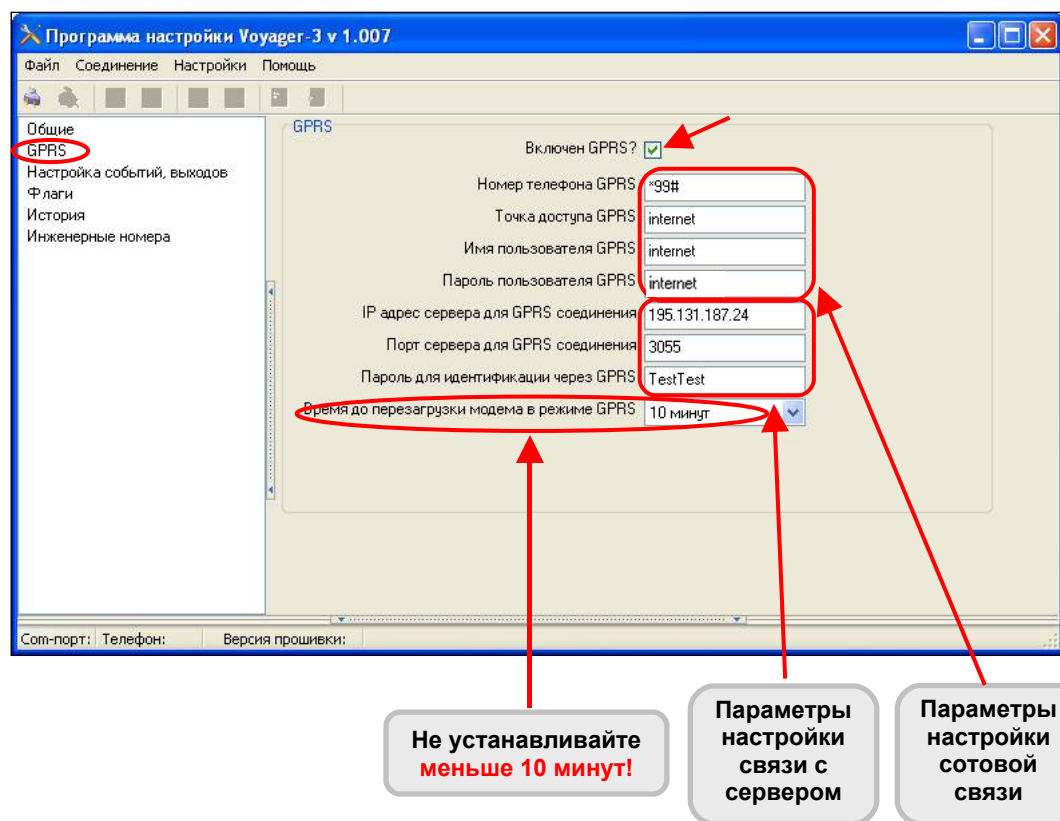 Программа настройки Voyager-3 v 1.007
Файл Соединение Настройки Помощь
Общие
GPRS
Настройка событий, выходов
Флаги
История
Инженерные номера
GPRS
Включен GPRS?
Номер телефона GPRS *99#
Точка доступа GPRS internet
Имя пользователя GPRS internet
Пароль пользователя GPRS internet
IP адрес сервера для GPRS соединения 195.131.187.24
Порт сервера для GPRS соединения 3055
Пароль для идентификации через GPRS TestTest
Время до перезагрузки модема в режиме GPRS 10 минут
Com-порт: Телефон: Версия прошивки:
Не устанавливайте
меньше 10 минут!
Параметры
настройки
связи с
сервером
Параметры
настройки
сотовой
связи